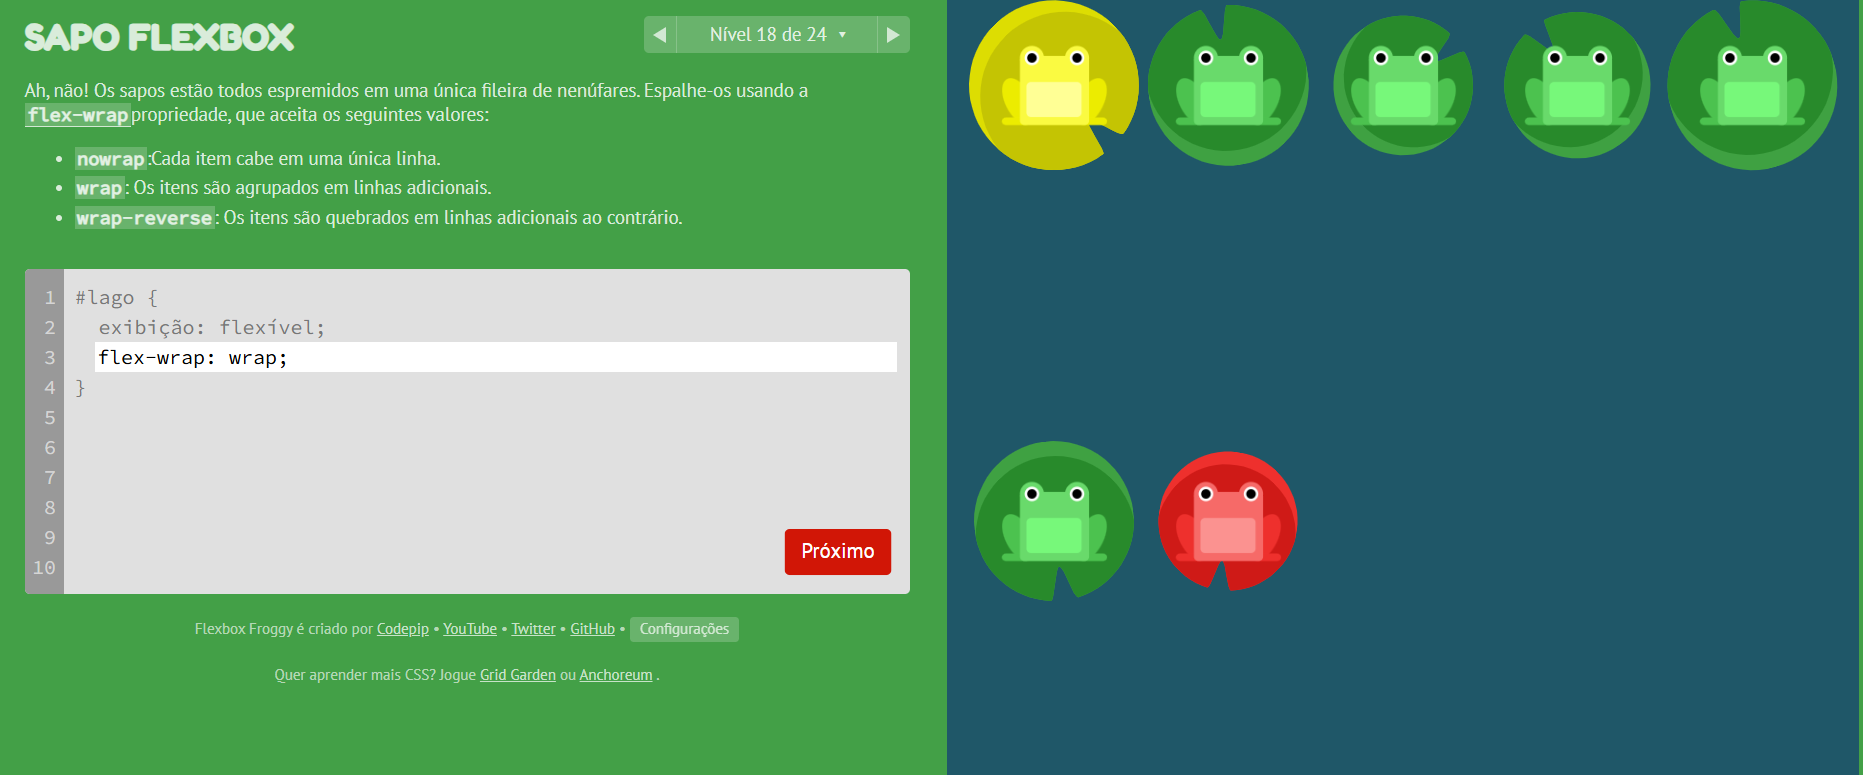 SAPO FLEXBOX
Nível 18 de 24
Ah, não! Os sapos estão todos espremidos em uma única fileira de nenúfares. Espalhe-os usando a
flex-wrap propriedade, que aceita os seguintes valores:
• nowrap:Cada item cabe em uma única linha.
• wrap: Os itens são agrupados em linhas adicionais.
• wrap-reverse: Os itens são quebrados em linhas adicionais ao contrário.
1 #lago {
2 exibição: flexível;
3 flex-wrap: wrap;
4 }
5
6
7
8
9
10
Próximo
Flexbox Froggy é criado por Codepip • YouTube • Twitter • GitHub • Configurações
Quer aprender mais CSS? Jogue Grid Garden ou Anchoreum .